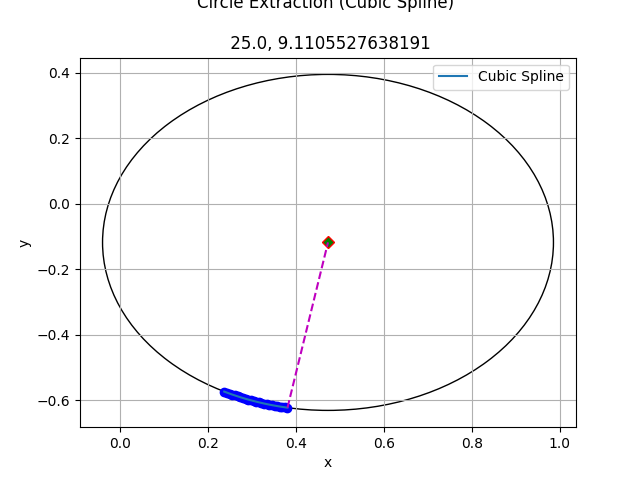 Circle Extraction (Cubic Spline)
25.0, 9.1105527638191
Cubic Spline
0.4
0.2
0.0
−0.2
−0.4
−0.6
y
0.0 0.2 0.4 0.6 0.8 1.0
x